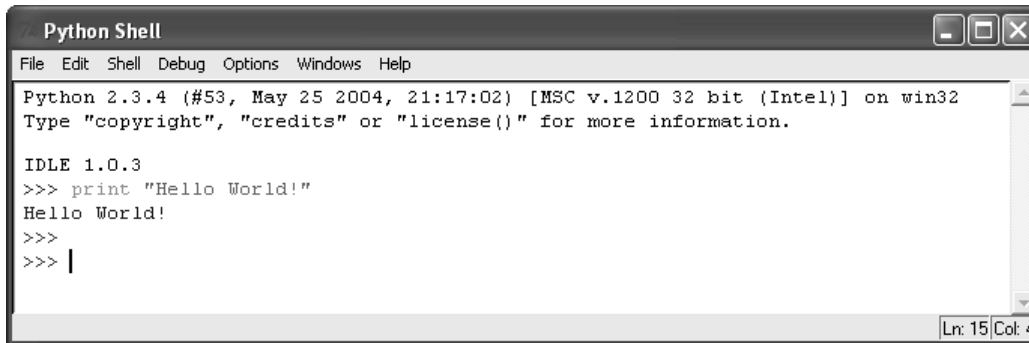 Python Shell
File Edit Shell Debug Options Windows Help
Python 2.3.4 (#53, May 25 2004, 21:17:02) [MSC v.1200 32 bit (Intel)] on win32
Type "copyright", "credits" or "license()" for more information.
IDLE 1.0.3
>>> print "Hello World!"
Hello World!
>>>
>>>
Ln: 15 Col: 4